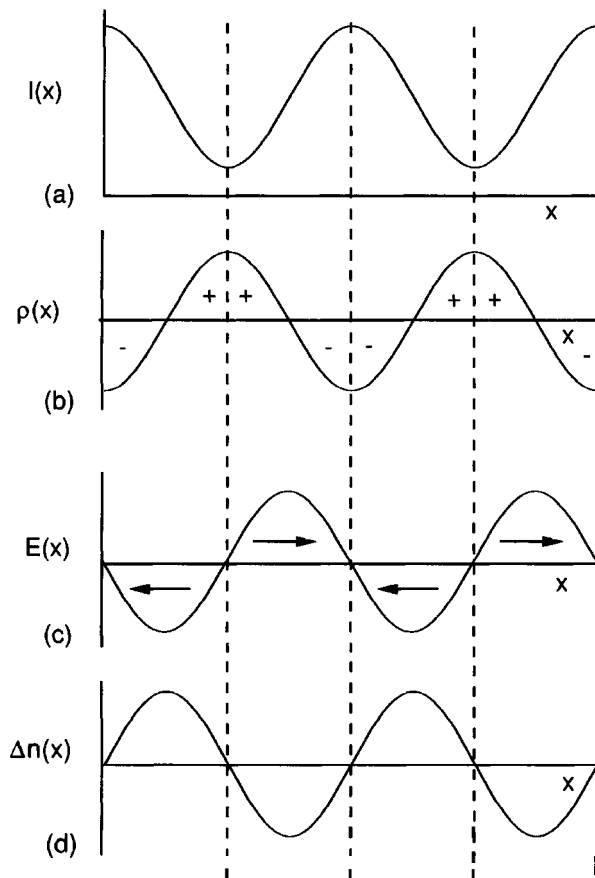 I(x)
(a)
x
ρ(x)
+ + + +
x
- - - -
(b)
E(x)
x
(c)
Δn(x)
x
(d)